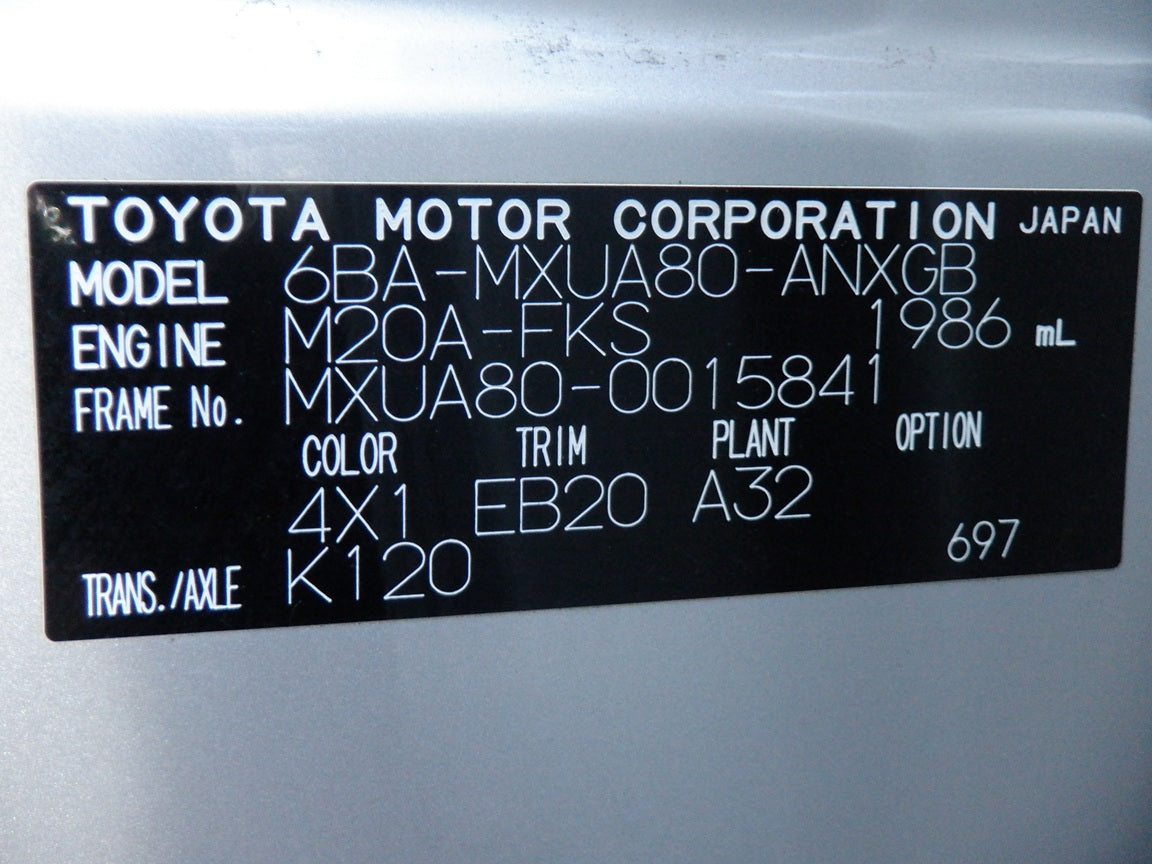 TOYOTA MOTOR CORPORATION JAPAN
MODEL 6BA-MXUA80-ANXGB
ENGINE M20A-FKS 1986 mL
FRAME No. MXUA80-0015841
COLOR TRIM PLANT OPTION
4X1 EB20 A32
697
TRANS./AXLE K120